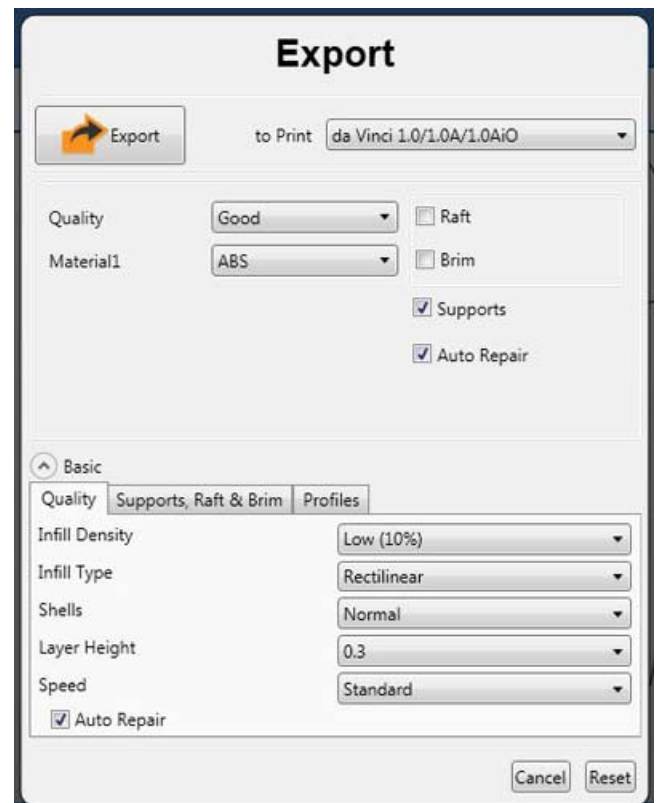 Export
Export to Print da Vinci 1.0/1.0A/1.0AiO
Quality Good Raft
Material1 ABS Brim
Supports
Auto Repair
Basic
Quality Supports, Raft & Brim Profiles
Infill Density Low (10%)
Infill Type Rectilinear
Shells Normal
Layer Height 0.3
Speed Standard
Auto Repair
Cancel Reset